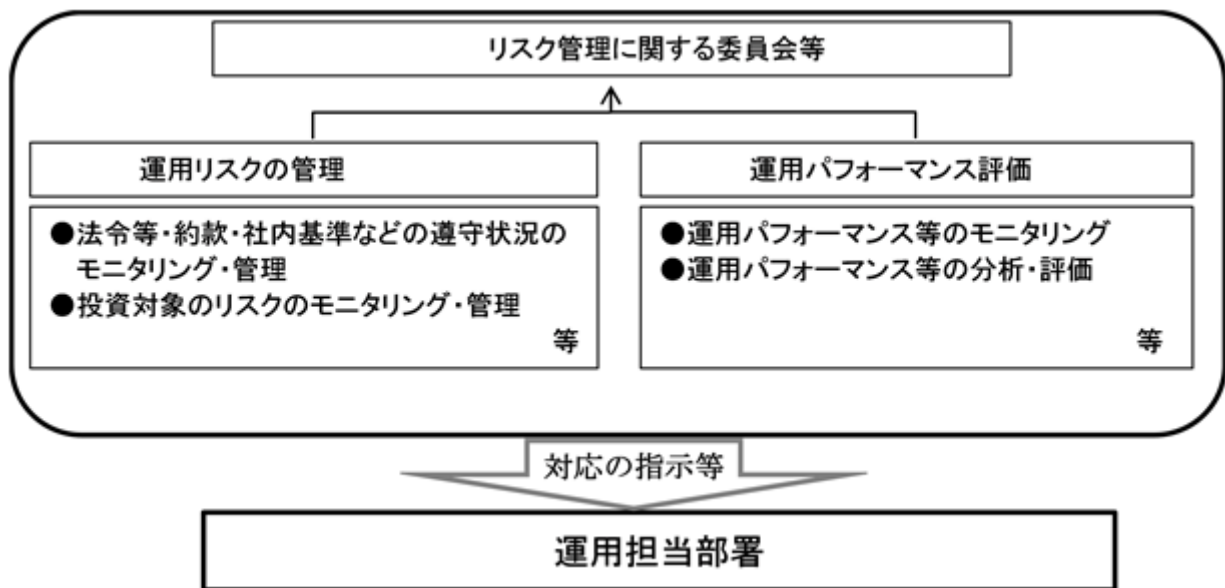 リスク管理に関する委員会等
運用リスクの管理
運用パフォーマンス評価
●法令等・約款・社内基準などの遵守状況の
モニタリング・管理
●投資対象のリスクのモニタリング・管理
等
●運用パフォーマンス等のモニタリング
●運用パフォーマンス等の分析・評価
等
対応の指示等
運用担当部署